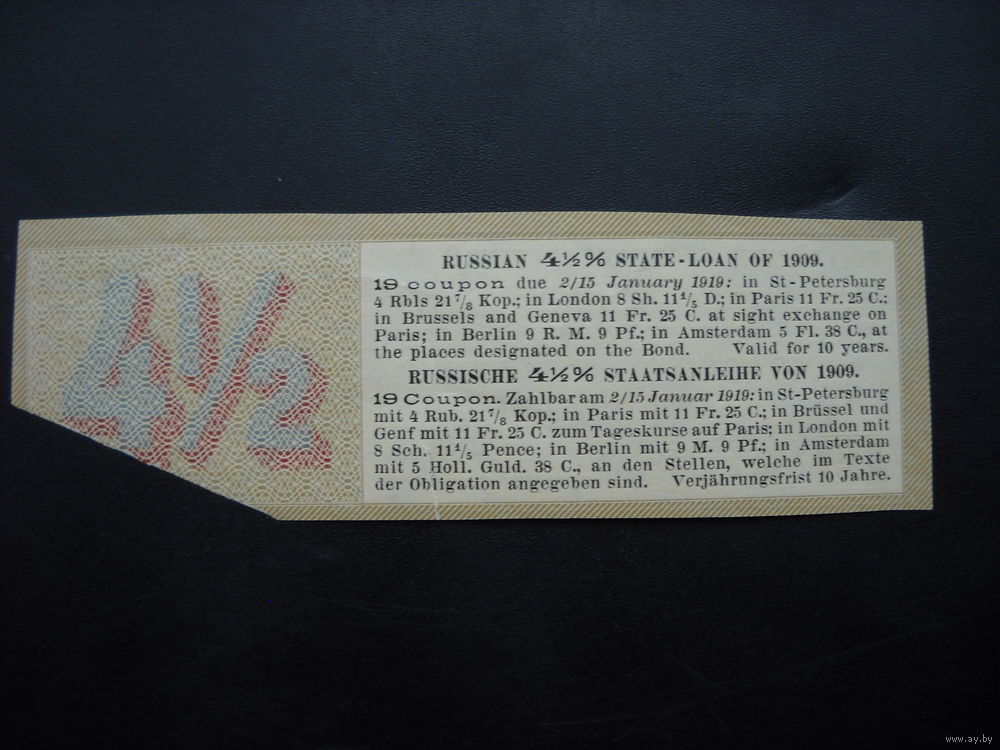 4½
RUSSIAN 4½% STATE-LOAN OF 1909.
19 coupon due 2/15 January 1919: in St-Petersburg
4 Rbls 21⁷/₈ Kop.; in London 8 Sh. 11⁴/₅ D.; in Paris 11 Fr. 25 C.:
in Brussels and Geneva 11 Fr. 25 C. at sight exchange on
Paris; in Berlin 9 R. M. 9 Pf.; in Amsterdam 5 Fl. 38 C., at
the places designated on the Bond. Valid for 10 years.
RUSSISCHE 4½% STAATSANLEIHE VON 1909.
19 Coupon. Zahlbar am 2/15 Januar 1919: in St-Petersburg
mit 4 Rub. 21⁷/₈ Kop.; in Paris mit 11 Fr. 25 C.; in Brüssel und
Genf mit 11 Fr. 25 C. zum Tageskurse auf Paris; in London mit
8 Sch. 11⁴/₅ Pence; in Berlin mit 9 M. 9 Pf.; in Amsterdam
mit 5 Holl. Guld. 38 C., an den Stellen, welche im Texte
der Obligation angegeben sind. Verjährungsfrist 10 Jahre.
www.ay.by